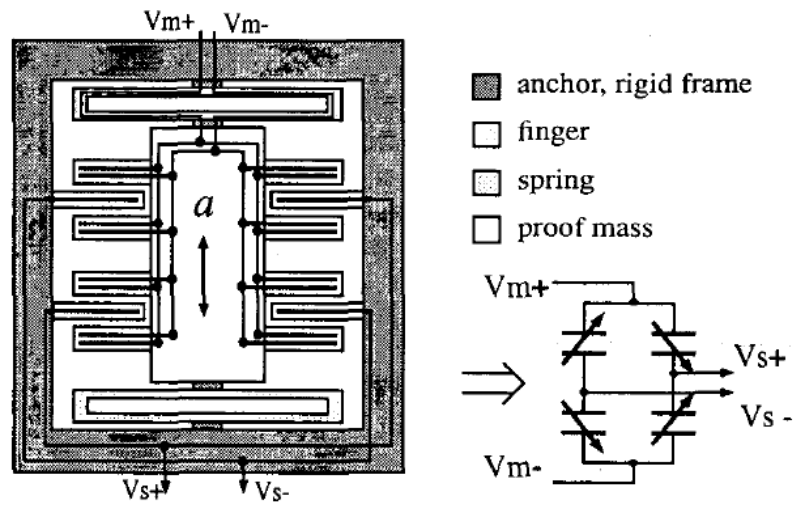 Vm+ Vm-
anchor, rigid frame
finger
spring
proof mass
a
Vm+
Vs+
Vs -
Vm-
Vs+ Vs-